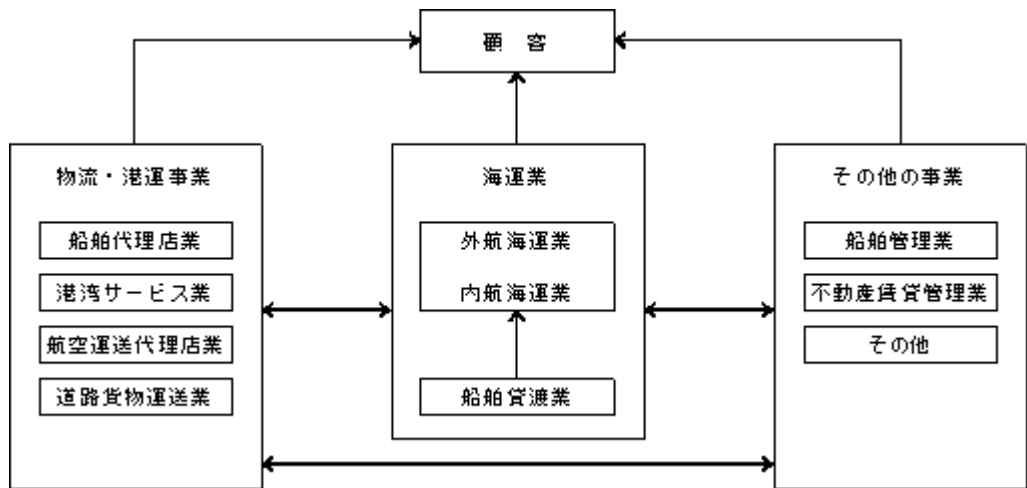 顧 客
物流・港運事業
船舶代理店業
港湾サービス業
航空運送代理店業
道路貨物運送業
海運業
外航海運業
内航海運業
船舶貸渡業
その他の事業
船舶管理業
不動産賃貸管理業
その他